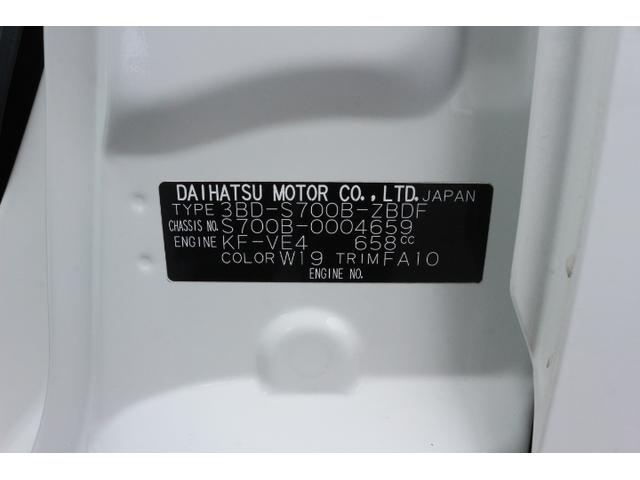 DAIHATSU MOTOR CO.,LTD. JAPAN
TYPE 3BD-S700B-ZBDF
CHASSIS NO. S700B-0004659
ENGINE KF-VE4 658cc
COLOR W19 TRIM FA10
ENGINE NO.